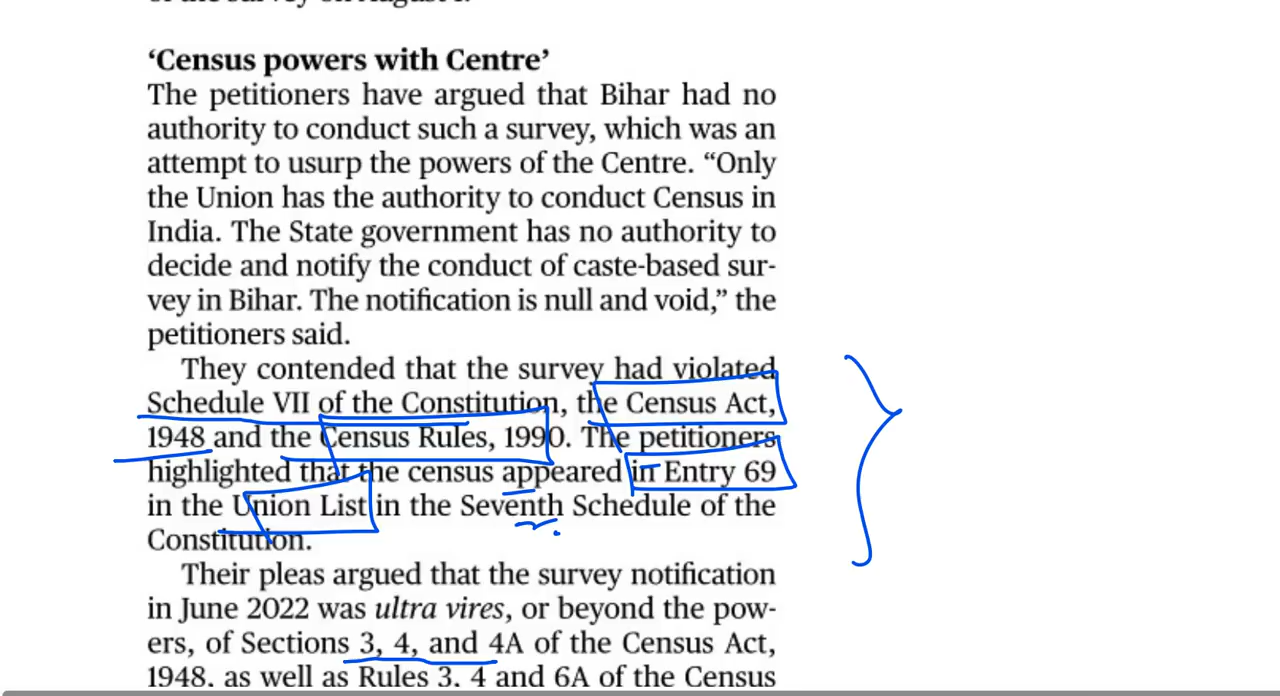 of the survey on August 1.
‘Census powers with Centre’
The petitioners have argued that Bihar had no
authority to conduct such a survey, which was an
attempt to usurp the powers of the Centre. “Only
the Union has the authority to conduct Census in
India. The State government has no authority to
decide and notify the conduct of caste-based sur-
vey in Bihar. The notification is null and void,” the
petitioners said.
They contended that the survey had violated
Schedule VII of the Constitution, the Census Act,
1948 and the Census Rules, 1990. The petitioners
highlighted that the census appeared in Entry 69
in the Union List in the Seventh Schedule of the
Constitution.
Their pleas argued that the survey notification
in June 2022 was ultra vires, or beyond the pow-
ers, of Sections 3, 4, and 4A of the Census Act,
1948, as well as Rules 3, 4 and 6A of the Census